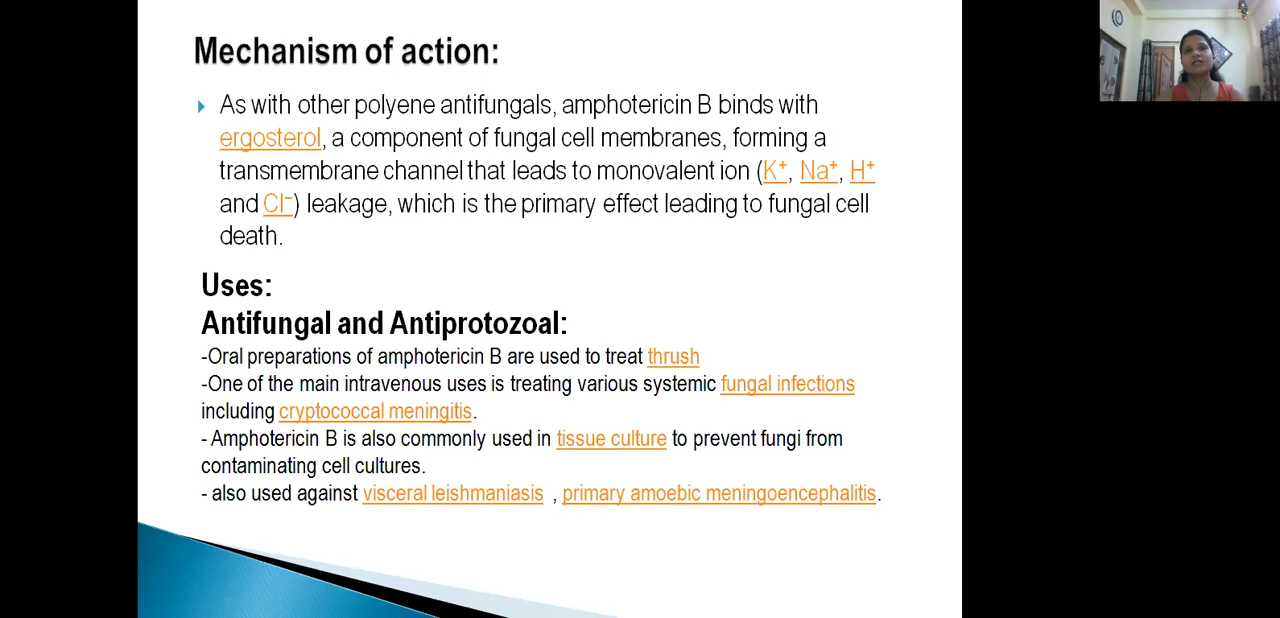 Mechanism of action:
As with other polyene antifungals, amphotericin B binds with
ergosterol, a component of fungal cell membranes, forming a
transmembrane channel that leads to monovalent ion (K⁺, Na⁺, H⁺
and Cl⁻) leakage, which is the primary effect leading to fungal cell
death.
Uses:
Antifungal and Antiprotozoal:
-Oral preparations of amphotericin B are used to treat thrush
-One of the main intravenous uses is treating various systemic fungal infections
including cryptococcal meningitis.
- Amphotericin B is also commonly used in tissue culture to prevent fungi from
contaminating cell cultures.
- also used against visceral leishmaniasis , primary amoebic meningoencephalitis.